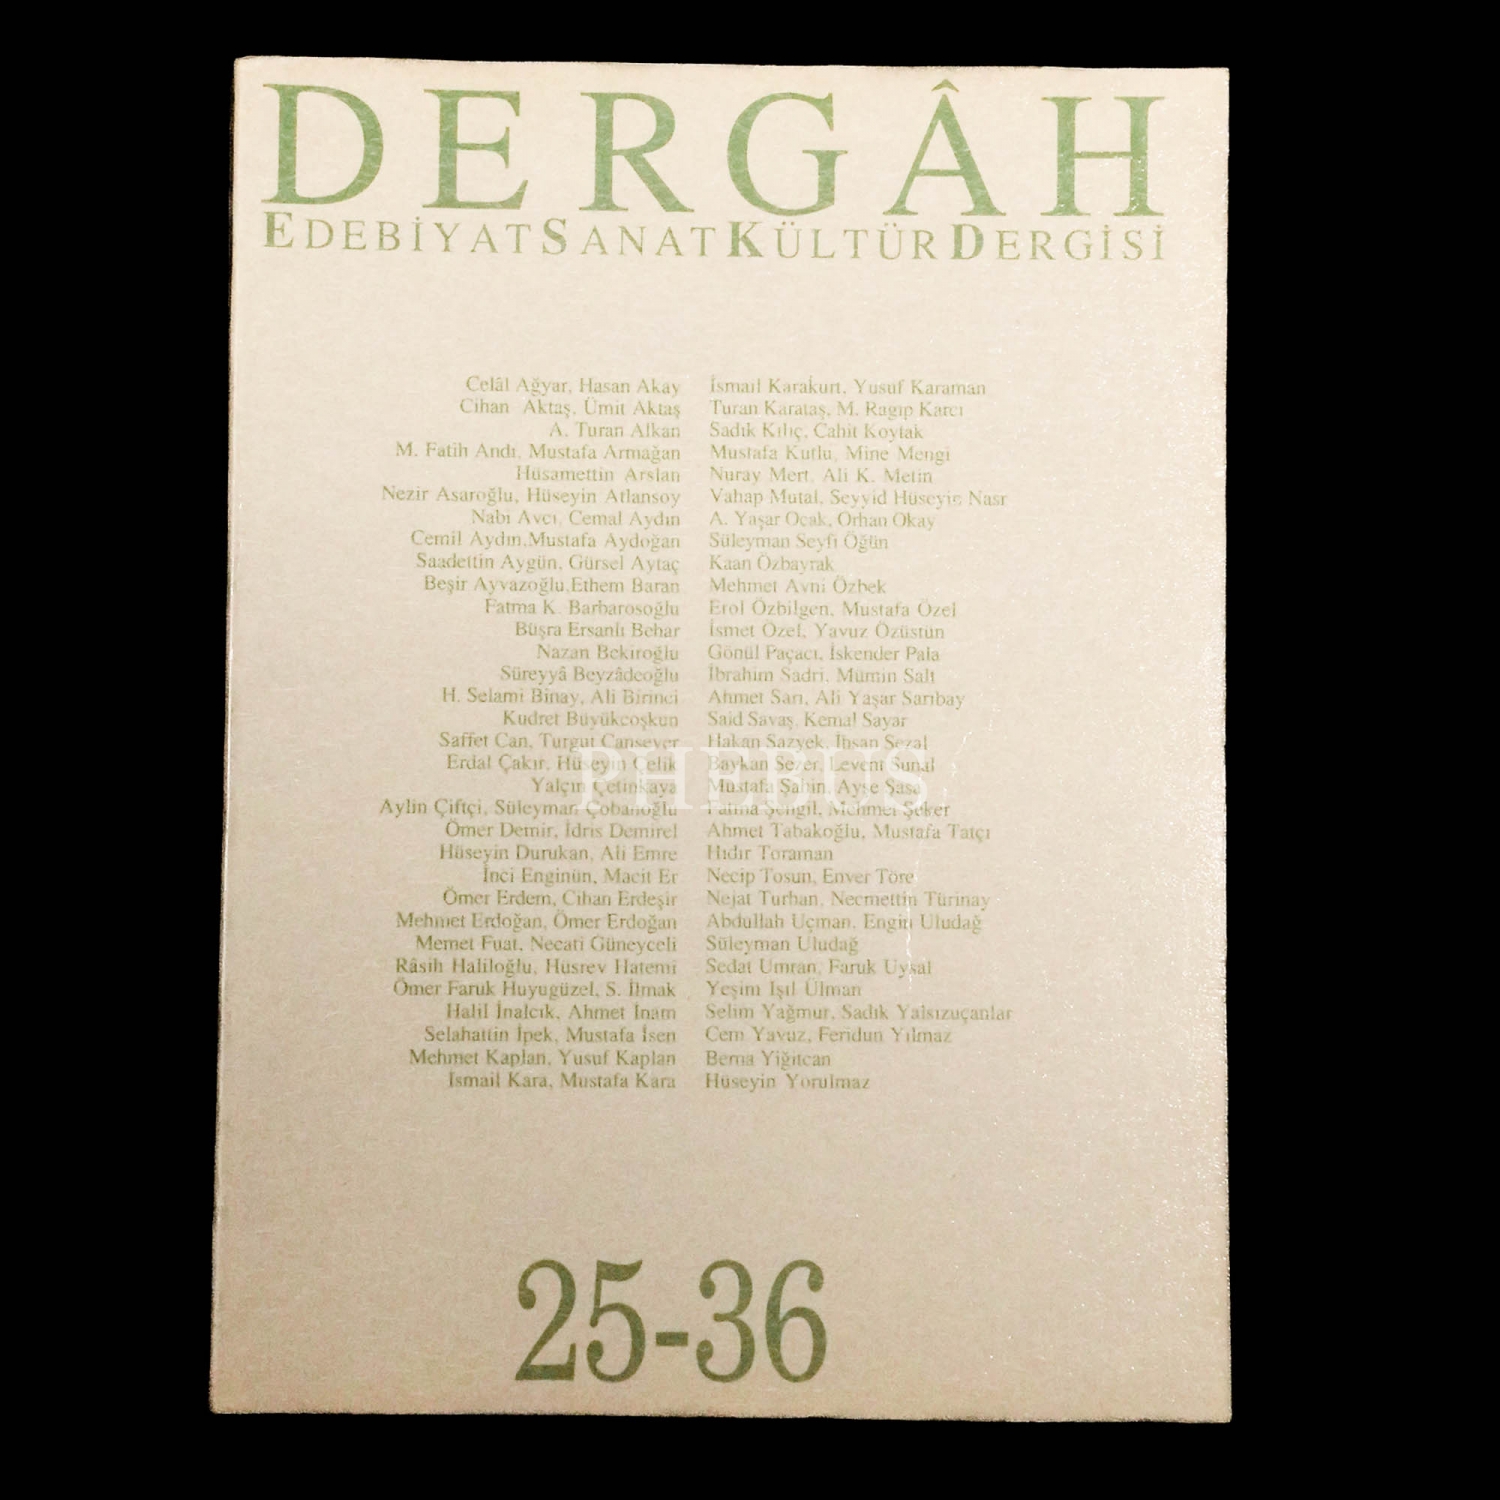 DERGÂH
EDEBİYAT SANAT KÜLTÜR DERGİSİ
Celâl Ağyar, Hasan Akay
Cihan Aktaş, Ümit Aktaş
A. Turan Alkan
M. Fatih Andı, Mustafa Armağan
Hüsamettin Arslan
Nezir Asaroğlu, Hüseyin Atlansoy
Nabi Avcı, Cemal Aydın
Cemil Aydın,Mustafa Aydoğan
Saadettin Aygün, Gürsel Aytaç
Beşir Ayvazoğlu,Ethem Baran
Fatma K. Barbarosoğlu
Büşra Ersanlı Behar
Nazan Bekiroğlu
Süreyyâ Beyzâdeoğlu
H. Selami Binay, Ali Birinci
Kudret Büyükcoşkun
Saffet Can, Turgut Cansever
Erdal Çakır, Hüseyin Çelik
Yalçın Çetinkaya
Aylin Çiftçi, Süleyman Çobanoğlu
Ömer Demir, İdris Demirel
Hüseyin Durukan, Ali Emre
İnci Enginün, Macit Er
Ömer Erdem, Cihan Erdeşir
Mehmet Erdoğan, Ömer Erdoğan
Memet Fuat, Necati Güneyceli
Râsih Haliloğlu, Hüsrev Hatemi
Ömer Faruk Huyugüzel, S. Ilmak
Halil İnalcık, Ahmet İnam
Selahattin İpek, Mustafa İsen
Mehmet Kaplan, Yusuf Kaplan
İsmail Kara, Mustafa Kara
İsmail Karakurt, Yusuf Karaman
Turan Karataş, M. Ragıp Karcı
Sadık Kılıç, Cahit Koytak
Mustafa Kutlu, Mine Mengi
Nuray Mert, Ali K. Metin
Vahap Mutal, Seyyid Hüseyin Nasr
A. Yaşar Ocak, Orhan Okay
Süleyman Seyfi Öğün
Kaan Özbayrak
Mehmet Avni Özbek
Erol Özbilgen, Mustafa Özel
İsmet Özel, Yavuz Özüstün
Gönül Paçacı, İskender Pala
İbrahim Sadri, Mümin Salt
Ahmet Sarı, Ali Yaşar Sarıbay
Said Savaş, Kemal Sayar
Hakan Sazyek, İhsan Sezal
Baykan Sezer, Levent Sunal
Mustafa Şahin, Ayşe Şasa
Fatma Şengil, Mehmet Şeker
Ahmet Tabakoğlu, Mustafa Tatçı
Hıdır Toraman
Necip Tosun, Enver Töre
Nejat Turhan, Necmettin Türinay
Abdullah Uçman, Engin Uludağ
Süleyman Uludağ
Sedat Umran, Faruk Uysal
Yeşim Işıl Ülman
Selim Yağmur, Sadık Yalsızuçanlar
Cem Yavuz, Feridun Yılmaz
Berna Yiğitcan
Hüseyin Yorulmaz
PHEBUS
25-36